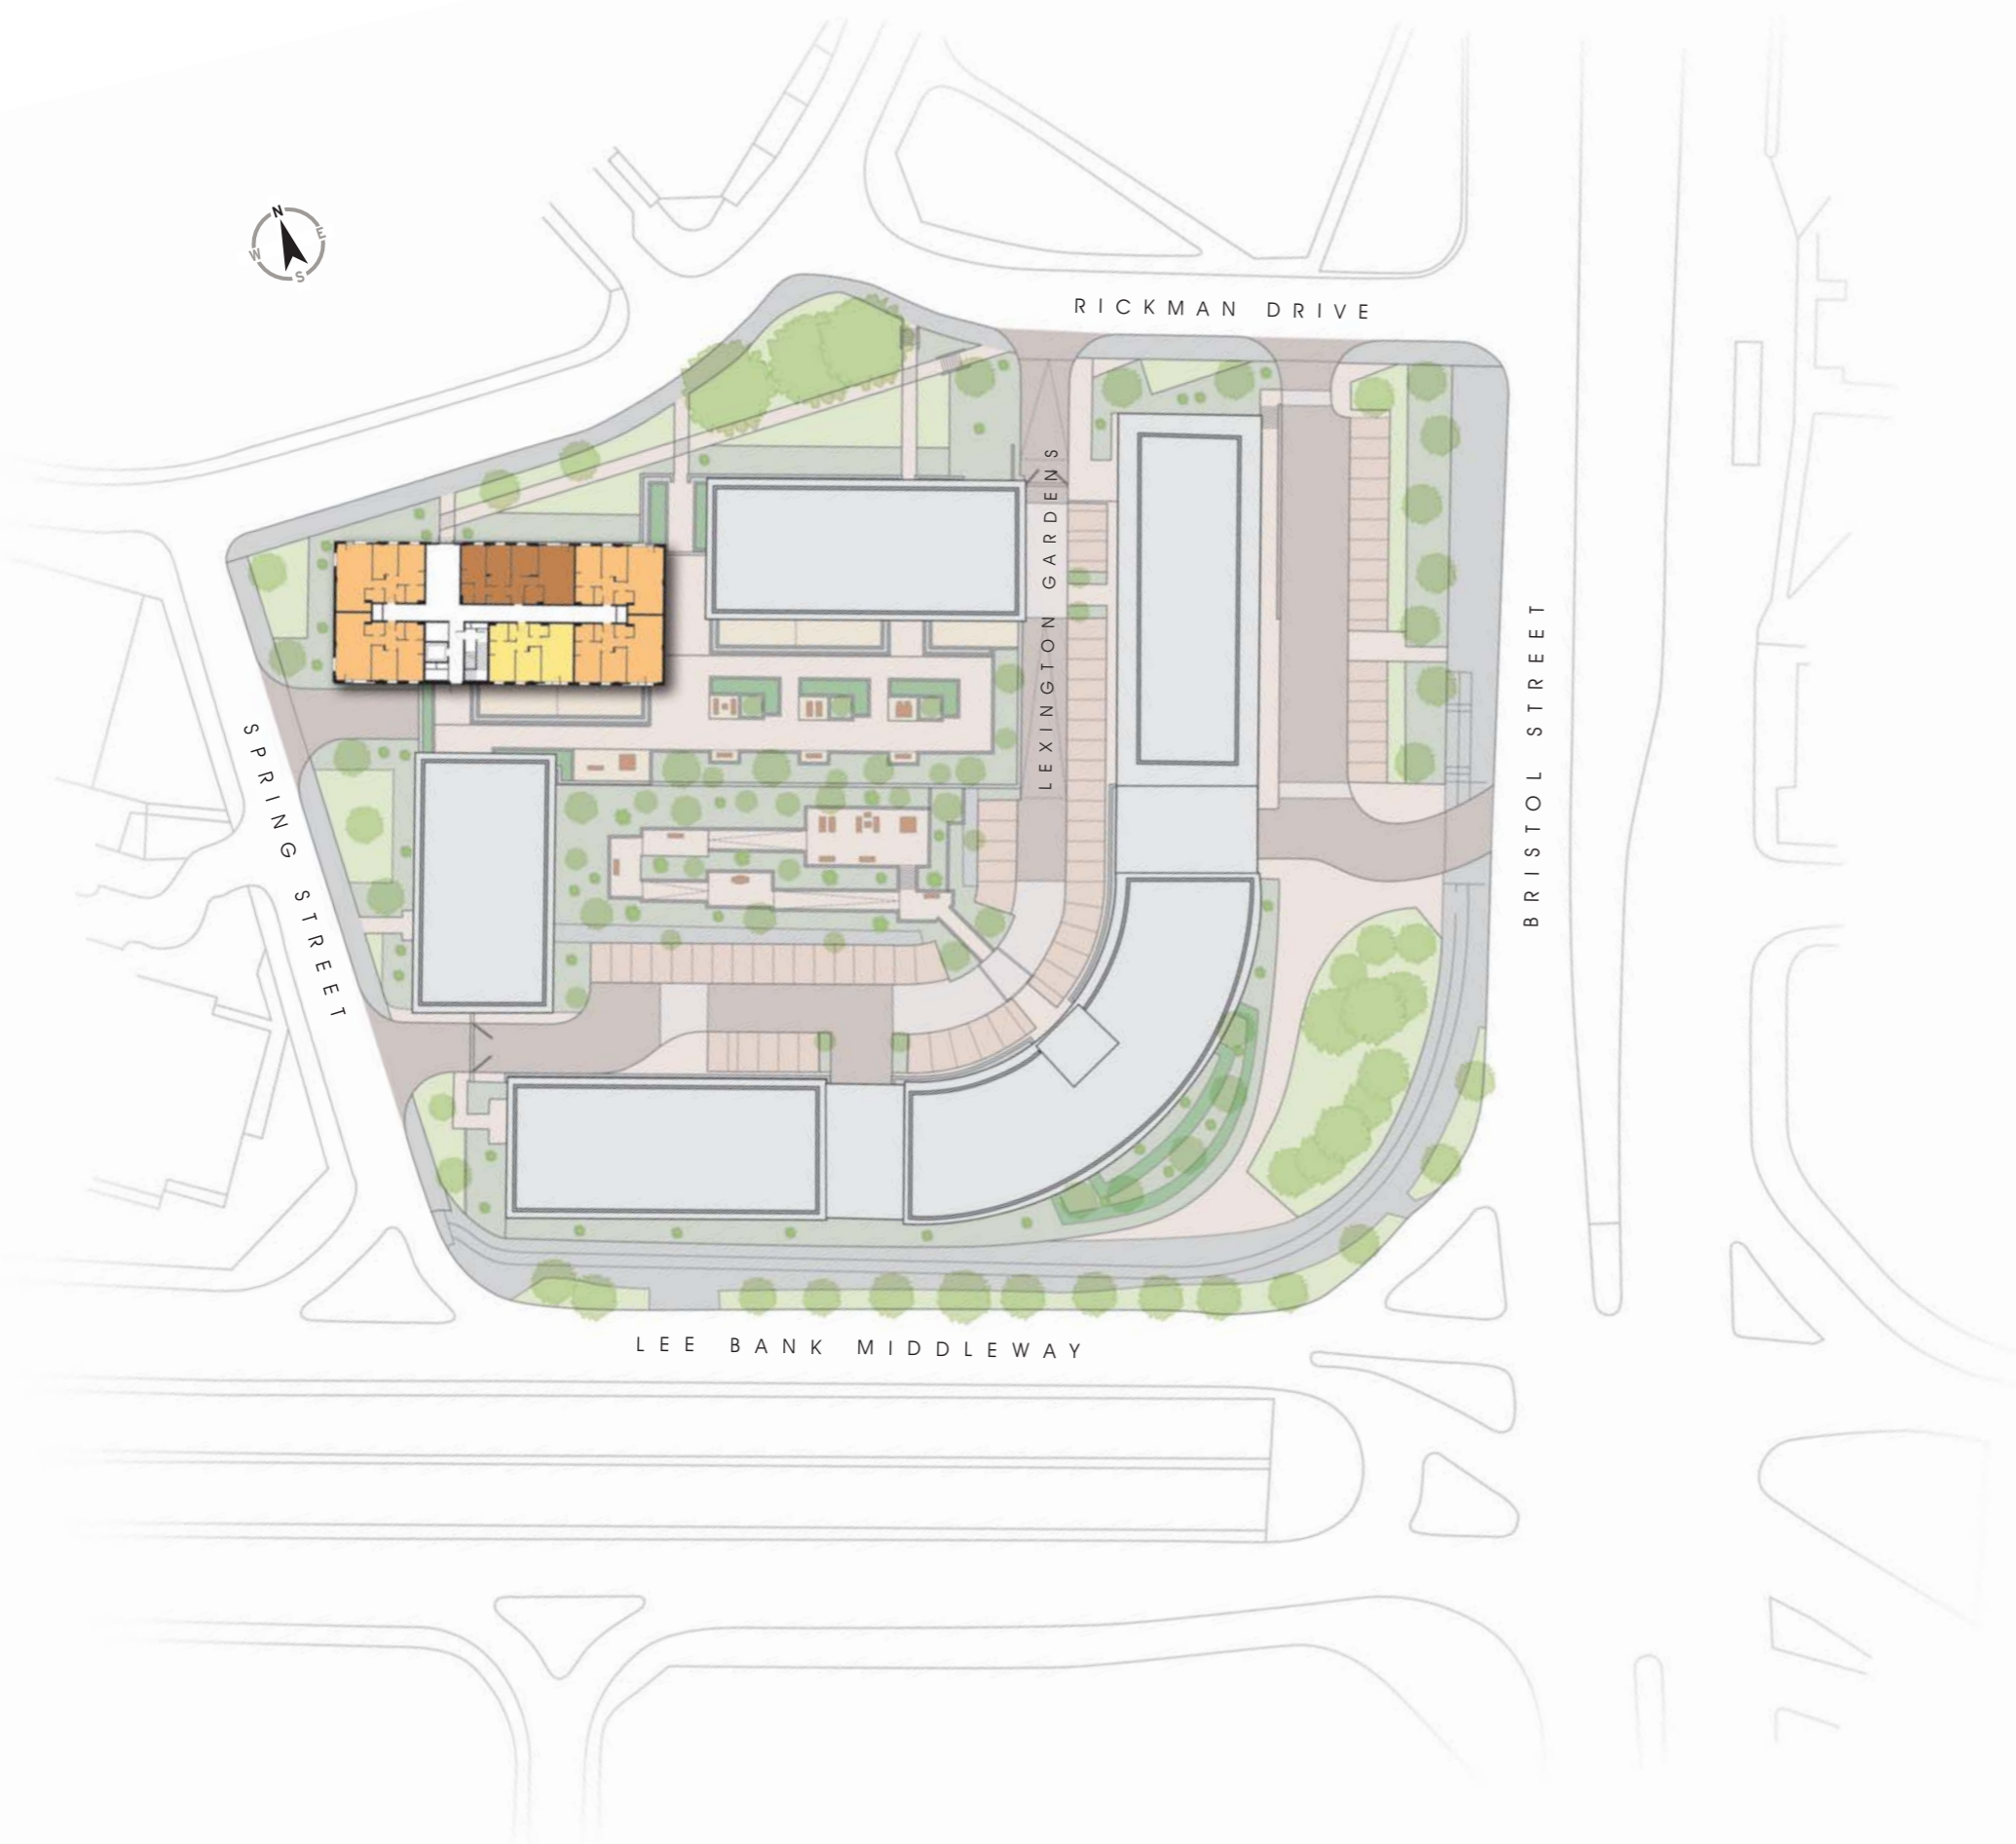 N
E
W
S
RICKMAN DRIVE
LEXINGTON GARDENS
BRISTOL STREET
SPRING STREET
LEE BANK MIDDLEWAY